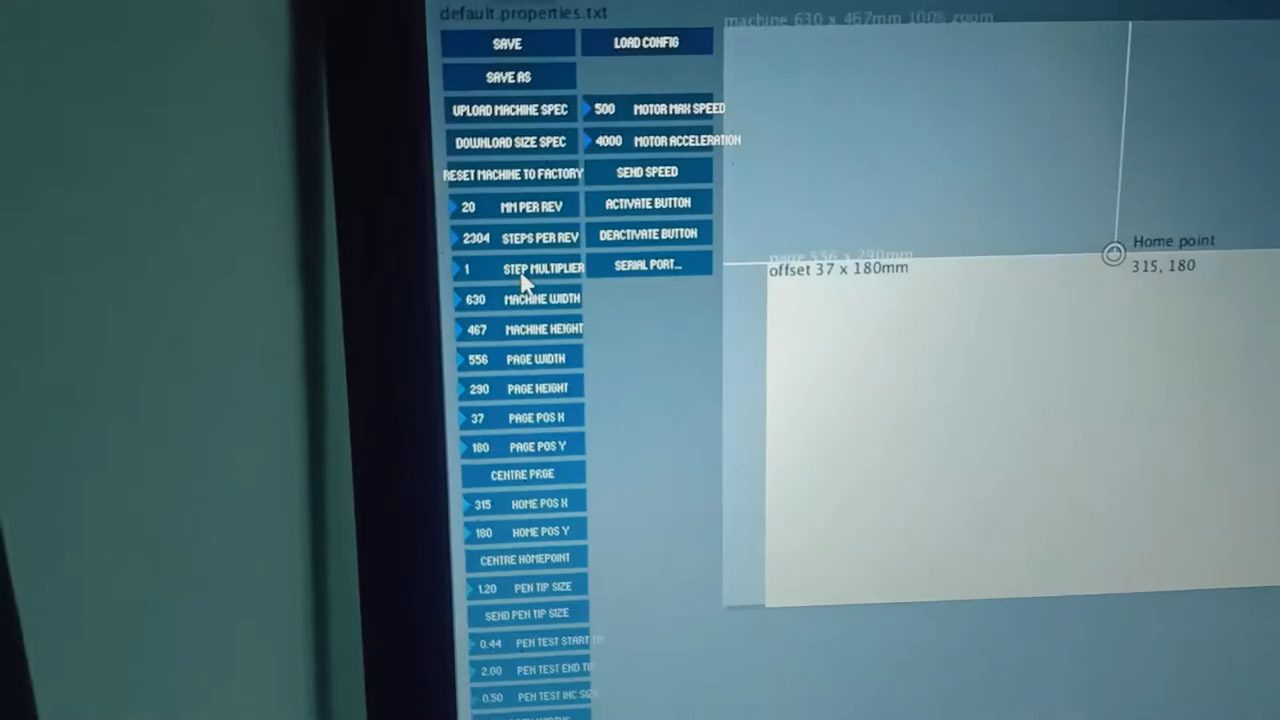 default.properties.txt
machine 630 x 467mm 100% zoom
SAVE
LOAD CONFIG
SAVE AS
UPLOAD MACHINE SPEC
500 MOTOR MAX SPEED
DOWNLOAD SIZE SPEC
4000 MOTOR ACCELERATION
RESET MACHINE TO FACTORY
SEND SPEED
20 MM PER REV
ACTIVATE BUTTON
2304 STEPS PER REV
DEACTIVATE BUTTON
1 STEP MULTIPLIER
SERIAL PORT...
page 556 x 290mm
offset 37 x 180mm
Home point
315, 180
630 MACHINE WIDTH
467 MACHINE HEIGHT
556 PAGE WIDTH
290 PAGE HEIGHT
37 PAGE POS X
180 PAGE POS Y
CENTRE PAGE
315 HOME POS X
180 HOME POS Y
CENTRE HOMEPOINT
1.20 PEN TIP SIZE
SEND PEN TIP SIZE
0.44 PEN TEST START TIP
2.00 PEN TEST END TIP
0.50 PEN TEST INC SIZE